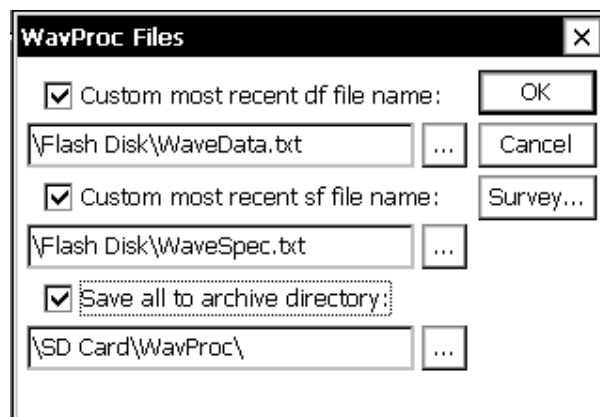 WavProc Files
Custom most recent df file name: OK
\Flash Disk\WaveData.txt ... Cancel
Custom most recent sf file name: Survey...
\Flash Disk\WaveSpec.txt ...
Save all to archive directory:
\SD Card\WavProc\ ...